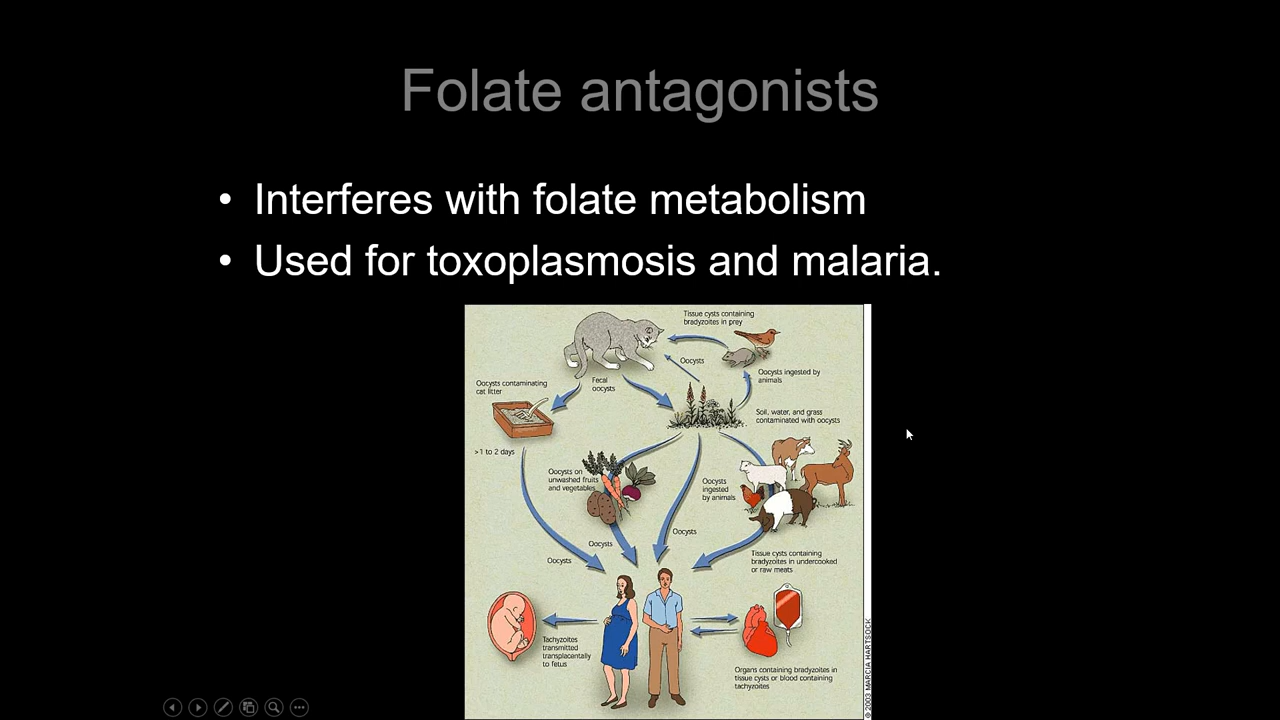 Folate antagonists
• Interferes with folate metabolism
• Used for toxoplasmosis and malaria.
Tissue cysts containing
bradyzoites in prey
Oocysts
Oocysts ingested by
animals
Oocysts contaminating
cat litter
Fecal
oocysts
Soil, water, and grass
contaminated with oocysts
>1 to 2 days
Oocysts on
unwashed fruits
and vegetables
Oocysts
ingested
by animals
Oocysts
Oocysts
Oocysts
Tissue cysts containing
bradyzoites in undercooked
or raw meats
Tachyzoites
transmitted
transplacentally
to fetus
Organs containing bradyzoites in
tissue cysts or blood containing
tachyzoites
© 2003 MARCIA HARTSOCK